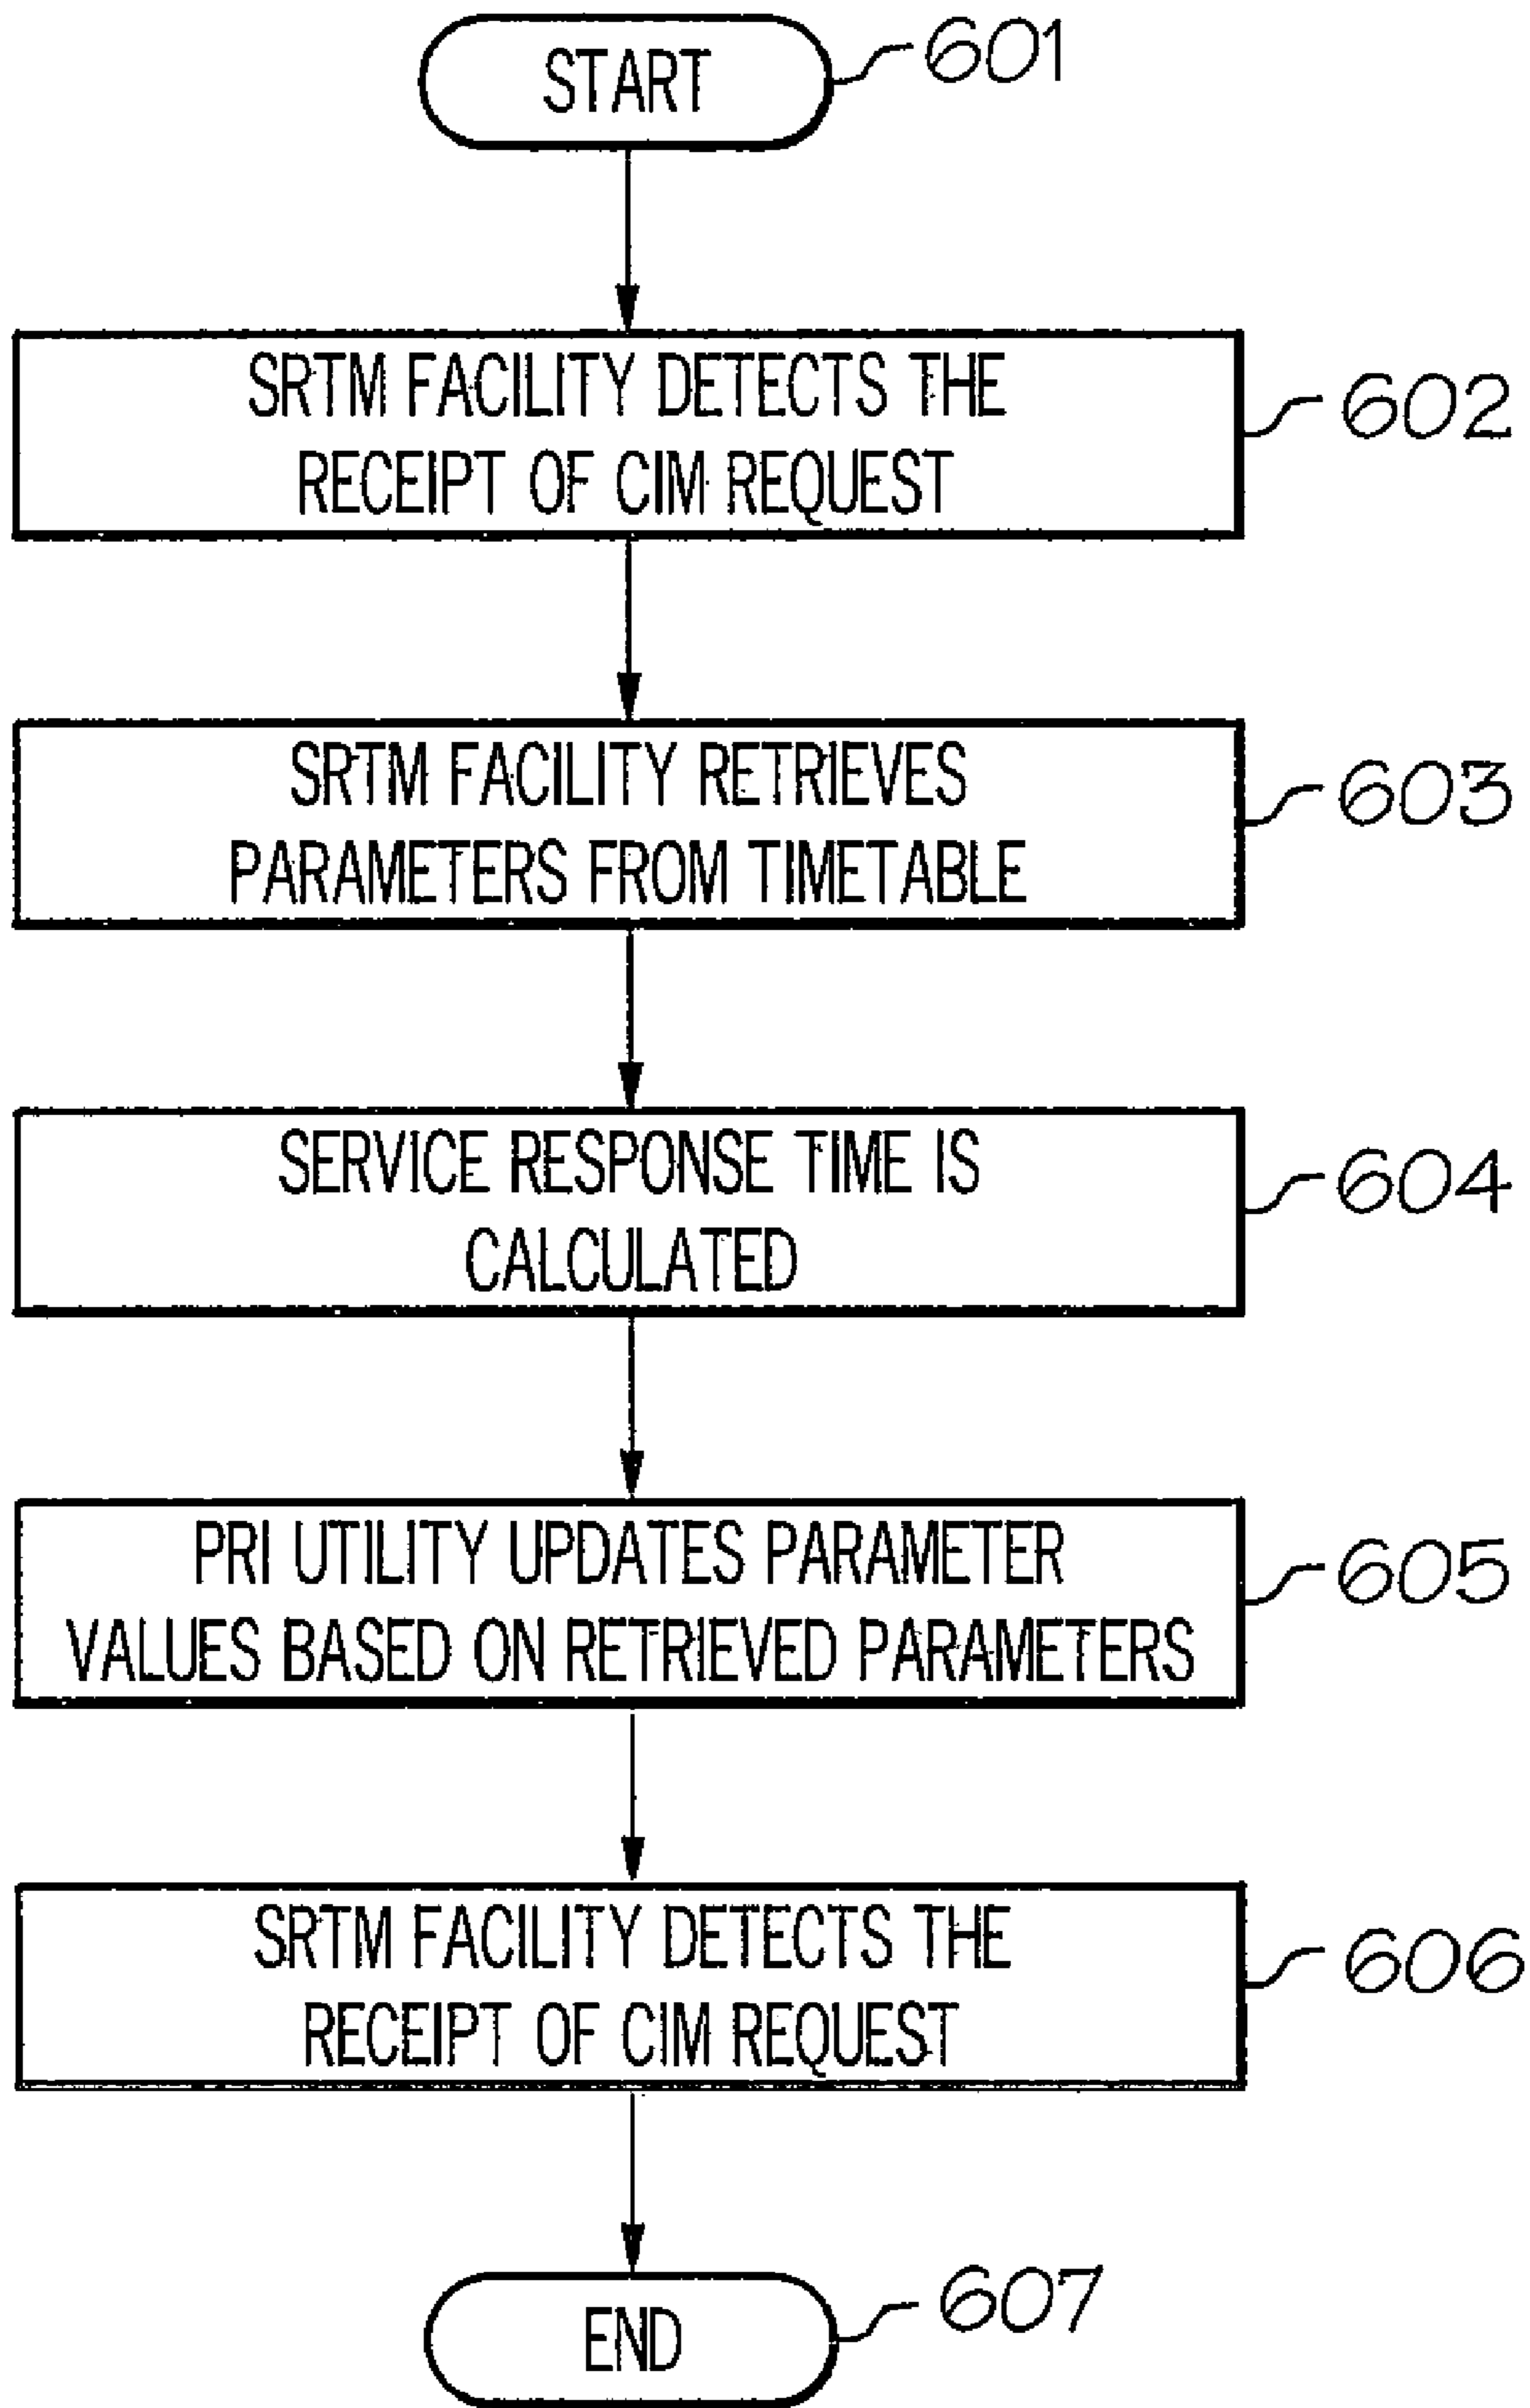 START
601
SRTM FACILITY DETECTS THE
RECEIPT OF CIM REQUEST
602
SRTM FACILITY RETRIEVES
PARAMETERS FROM TIMETABLE
603
SERVICE RESPONSE TIME IS
CALCULATED
604
PRI UTILITY UPDATES PARAMETER
VALUES BASED ON RETRIEVED PARAMETERS
605
SRTM FACILITY DETECTS THE
RECEIPT OF CIM REQUEST
606
END
607